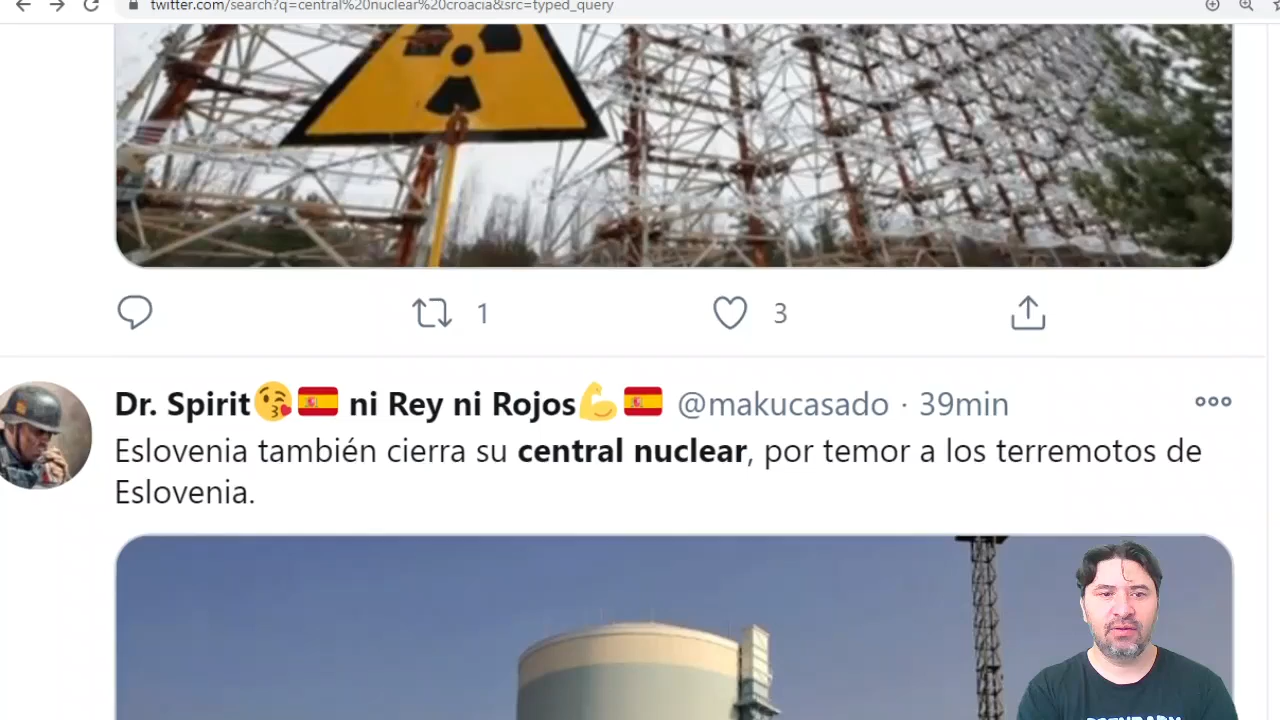 twitter.com/search?q=central%20nuclear%20croacia&src=typed_query
1
3
Dr. Spirit😘🇪🇸 ni Rey ni Rojos💪🇪🇸 @makucasado · 39min
Eslovenia también cierra su central nuclear, por temor a los terremotos de
Eslovenia.